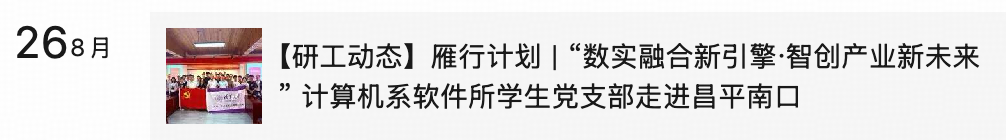 26 8月
【研工动态】雁行计划 | “数实融合新引擎·智创产业新未来
” 计算机系软件所学生党支部走进昌平南口